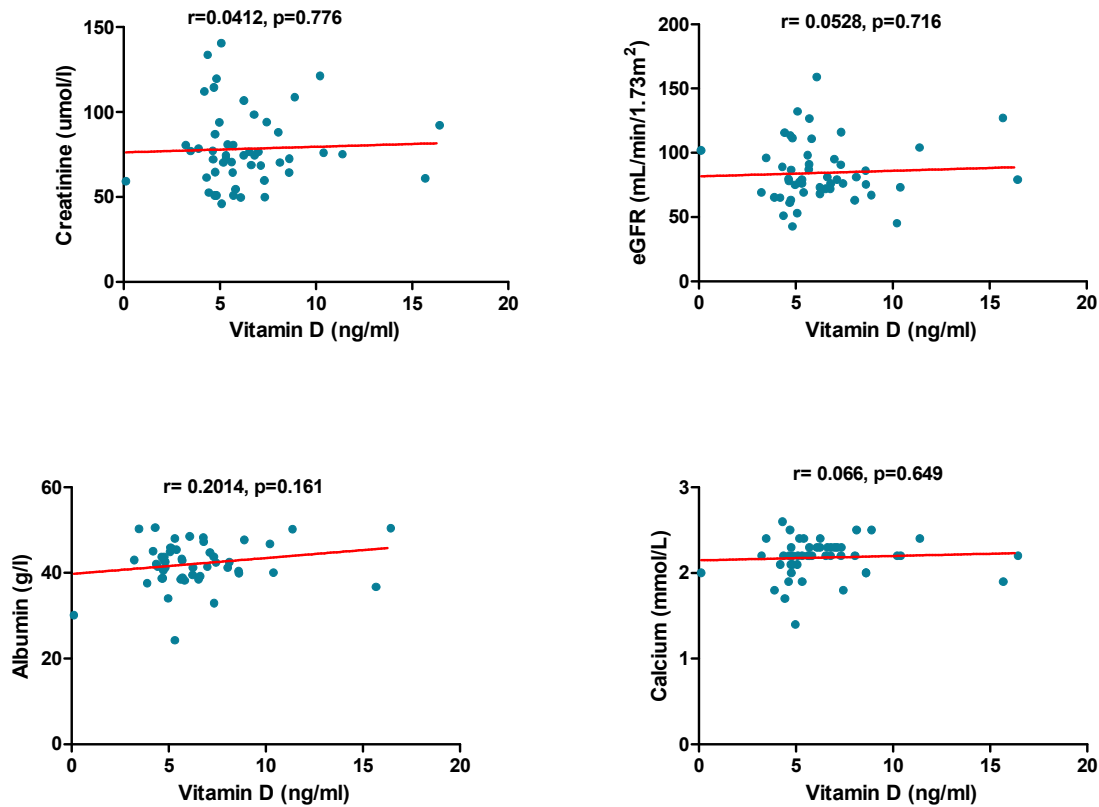 r=0.0412, p=0.776
Creatinine (umol/l)
150
100
50
0
0 5 10 15 20
Vitamin D (ng/ml)
r= 0.0528, p=0.716
eGFR (mL/min/1.73m²)
200
150
100
50
0
0 5 10 15 20
Vitamin D (ng/ml)
r= 0.2014, p=0.161
Albumin (g/l)
60
40
20
0
0 5 10 15 20
Vitamin D (ng/ml)
r= 0.066, p=0.649
Calcium (mmol/L)
3
2
1
0
0 5 10 15 20
Vitamin D (ng/ml)